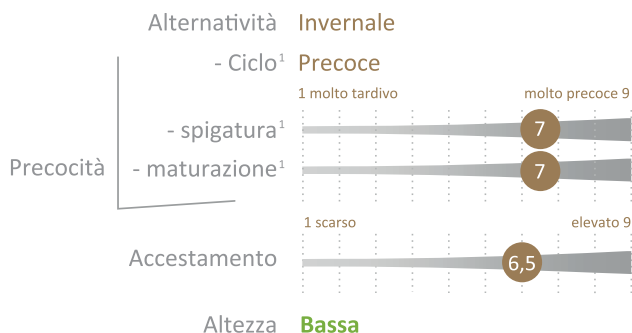 Alternatività Invernale
- Ciclo¹ Precoce
1 molto tardivo molto precoce 9
- spigatura¹ 7
Precocità - maturazione¹ 7
1 scarso elevato 9
Accestamento 6,5
Altezza Bassa